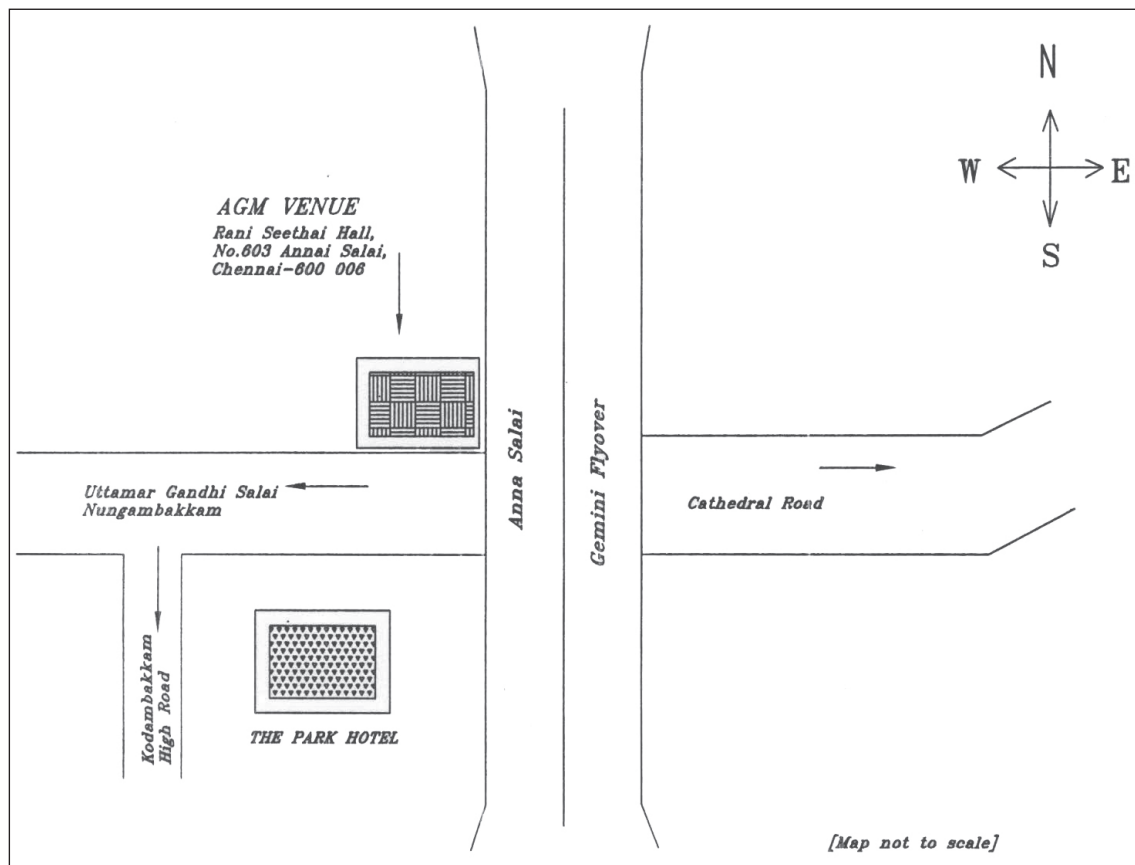 N
W
E
S
AGM VENUE
Rani Seethai Hall,
No.603 Annai Salai,
Chennai-600 006
Anna Salai
Gemini Flyover
Uttamar Gandhi Salai
Nungambakkam
Cathedral Road
Kodambakkam
High Road
THE PARK HOTEL
[Map not to scale]